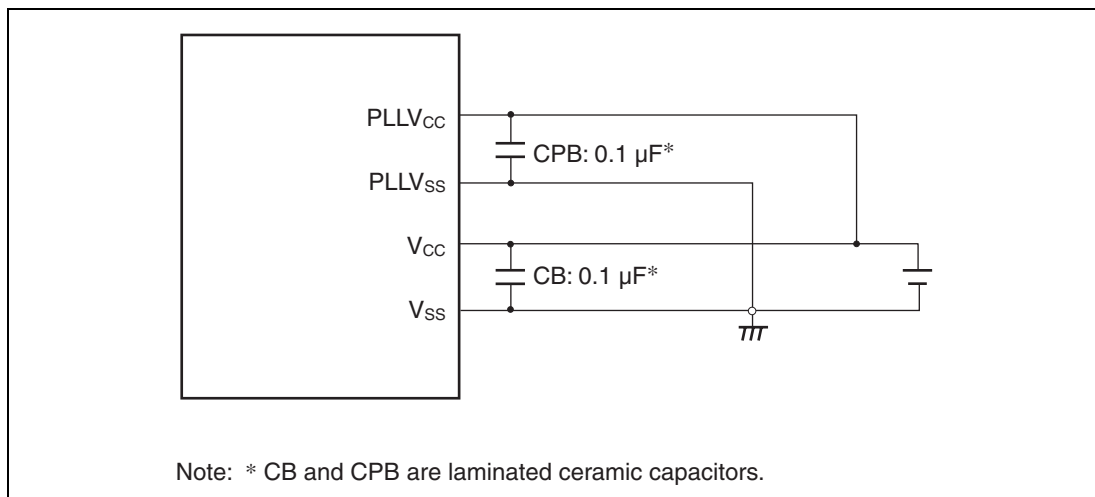 PLLVCC
CPB: 0.1 µF*
PLLVSS
VCC
CB: 0.1 µF*
VSS
Note: * CB and CPB are laminated ceramic capacitors.